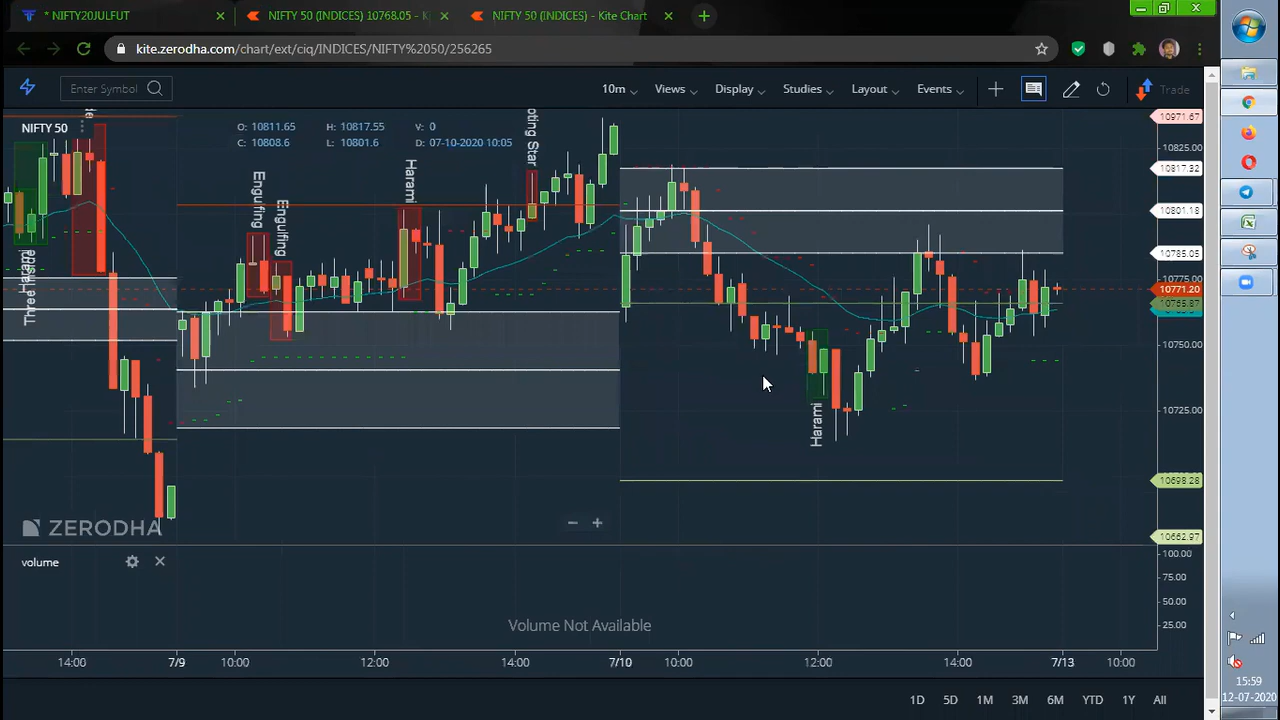 * NIFTY20JULFUT
NIFTY 50 (INDICES) 10768.05 - K
NIFTY 50 (INDICES) - Kite Chart
kite.zerodha.com/chart/ext/ciq/INDICES/NIFTY%2050/256265
Enter Symbol
10m
Views
Display
Studies
Layout
Events
Trade
NIFTY 50
O: 10811.65 H: 10817.55 V: 0
C: 10808.6 L: 10801.6 D: 07-10-2020 10:05
Engulfing
Engulfing
Harami
oting Star
Harami
10971.67
10825.00
10817.32
10801.18
10785.05
10775.00
10771.20
10765.87
10750.00
10725.00
10698.28
10662.97
ZERODHA
volume
100.00
75.00
50.00
25.00
Volume Not Available
14:00 7/9 10:00 12:00 14:00 7/10 10:00 12:00 14:00 7/13 10:00
1D 5D 1M 3M 6M YTD 1Y All
15:59
12-07-2020